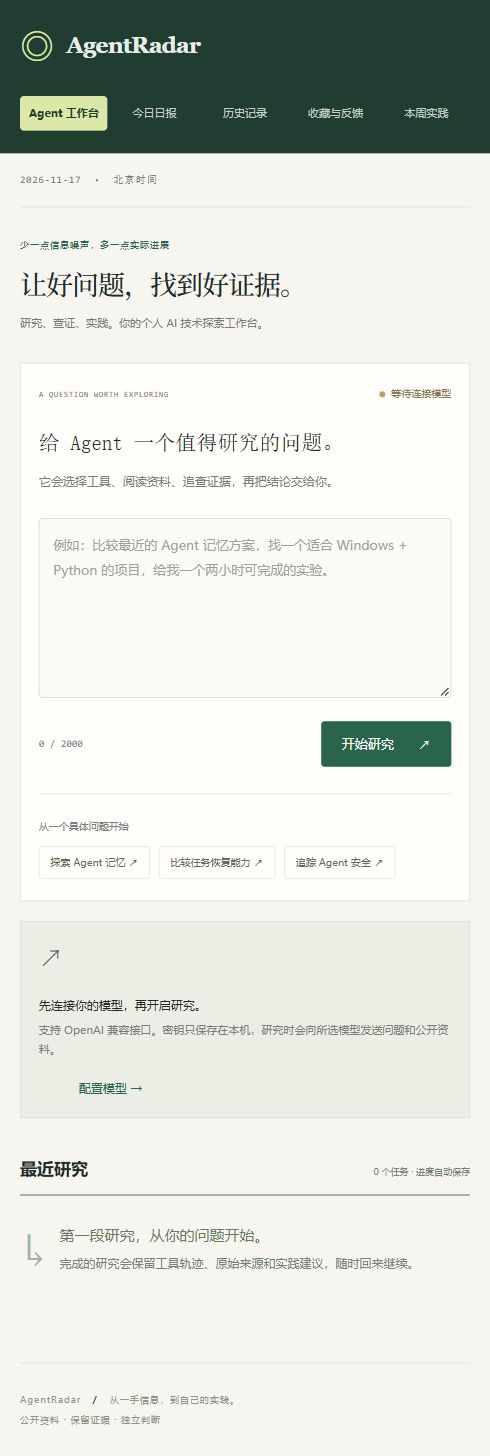 AgentRadar
Agent 工作台 今日日报 历史记录 收藏与反馈 本周实践
2026-11-17 · 北京时间
少一点信息噪声，多一点实际进展
让好问题，找到好证据。
研究、查证、实践。你的个人 AI 技术探索工作台。
A QUESTION WORTH EXPLORING
等待连接模型
给 Agent 一个值得研究的问题。
它会选择工具、阅读资料、追查证据，再把结论交给你。
例如：比较最近的 Agent 记忆方案，找一个适合 Windows +
Python 的项目，给我一个两小时可完成的实验。
0 / 2000
开始研究 ↗
从一个具体问题开始
探索 Agent 记忆 ↗ 比较任务恢复能力 ↗ 追踪 Agent 安全 ↗
↗
先连接你的模型，再开启研究。
支持 OpenAI 兼容接口。密钥只保存在本机，研究时会向所选模型发送问题和公开资
料。
配置模型 →
最近研究
0 个任务 · 进度自动保存
第一段研究，从你的问题开始。
完成的研究会保留工具轨迹、原始来源和实践建议，随时回来继续。
AgentRadar / 从一手信息，到自己的实践。
公开资料 · 保留证据 · 独立判断